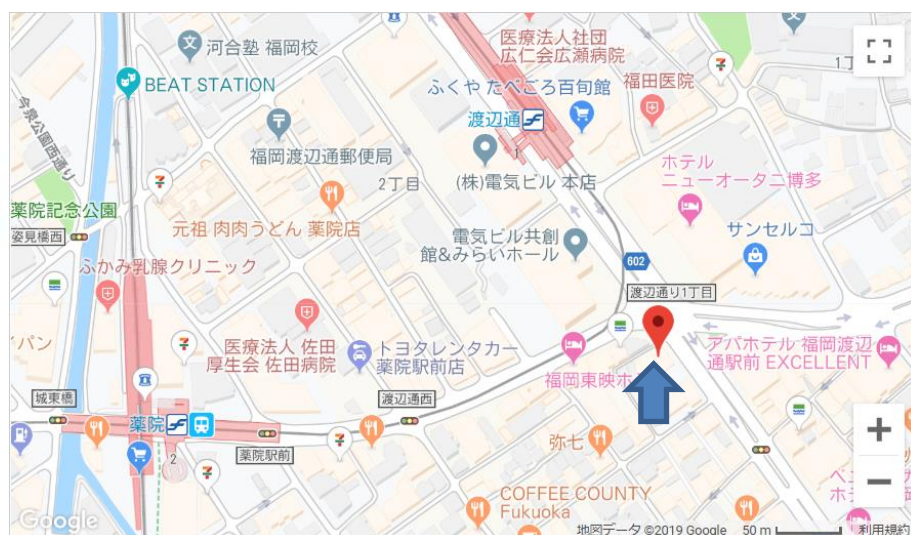 河合塾 福岡校
医療法人社団
広仁会広瀬病院
BEAT STATION
ふくや たべごろ百旬館
福田医院
渡辺通
1
福岡渡辺通郵便局
2丁目
(株)電気ビル 本店
ホテル
ニューオータニ博多
今泉公園西通り
薬院記念公園
元祖 肉肉うどん 薬院店
姿見橋西
電気ビル共創
館&みらいホール
サンセルコ
ふかみ乳腺クリニック
602
渡辺通り1丁目
パン
医療法人 佐田
厚生会 佐田病院
トヨタレンタカー
薬院駅前店
福岡東映ホ
アパホテル 福岡渡辺
通駅前 EXCELLENT
城東橋
渡辺通西
薬院
薬院駅前
2
弥七
COFFEE COUNTY
Fukuoka
Google
地図データ ©2019 Google
50 m
利用規約